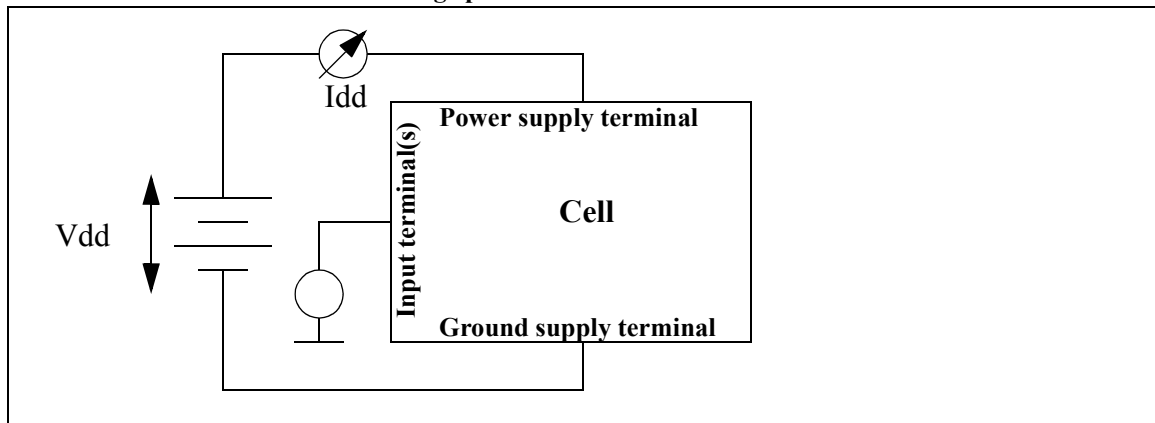 Idd
Power supply terminal
Input terminal(s)
Cell
Vdd
Ground supply terminal